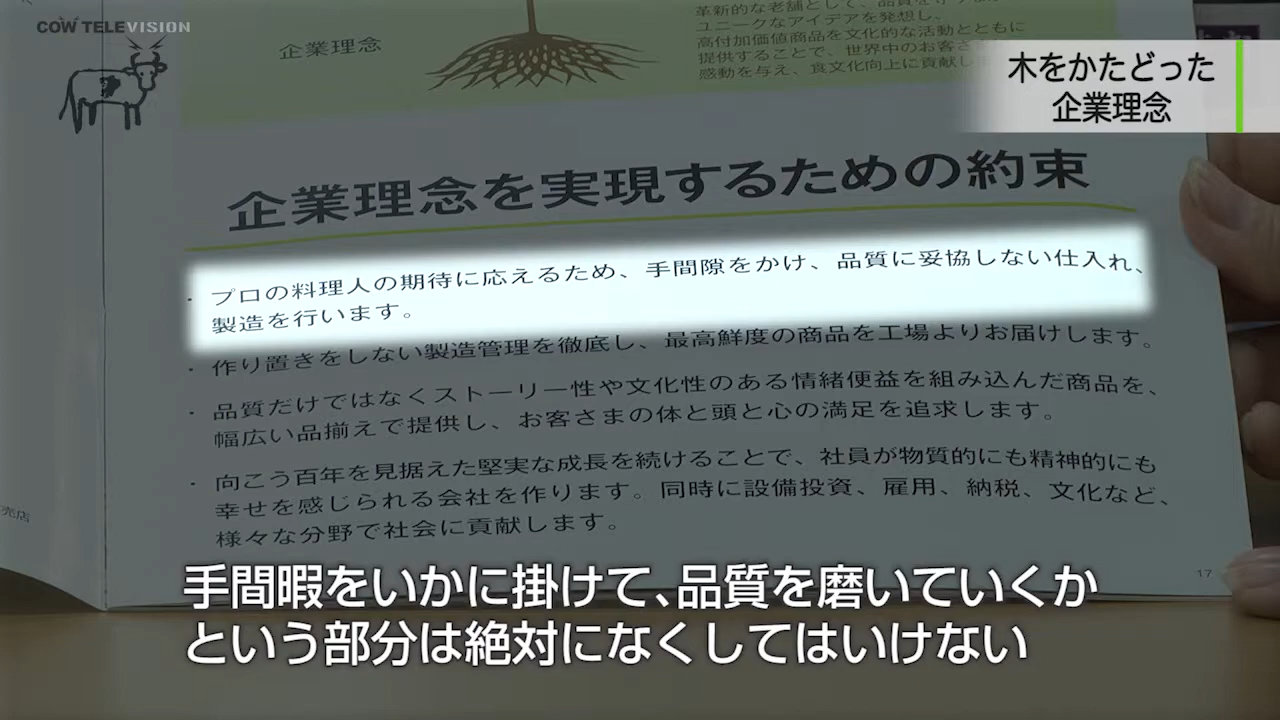 COW TELEVISION
木をかたどった
企業理念
企業理念
革新的な老舗として、品質を
ユニークなアイデアを発想し、
高付加価値商品を文化的な活動とともに
提供することで、世界中のお客さ
感動を与え、食文化向上に貢献し
企業理念を実現するための約束
・プロの料理人の期待に応えるため、手間隙をかけ、品質に妥協しない仕入れ、
製造を行います。
・作り置きをしない製造管理を徹底し、最高鮮度の商品を工場よりお届けします。
・品質だけではなくストーリー性や文化性のある情緒便益を組み込んだ商品を、
幅広い品揃えで提供し、お客さまの体と頭と心の満足を追求します。
・向こう百年を見据えた堅実な成長を続けることで、社員が物質的にも精神的にも
幸せを感じられる会社を作ります。同時に設備投資、雇用、納税、文化など、
様々な分野で社会に貢献します。
売店
17
手間暇をいかに掛けて、品質を磨いていくか
という部分は絶対になくしてはいけない